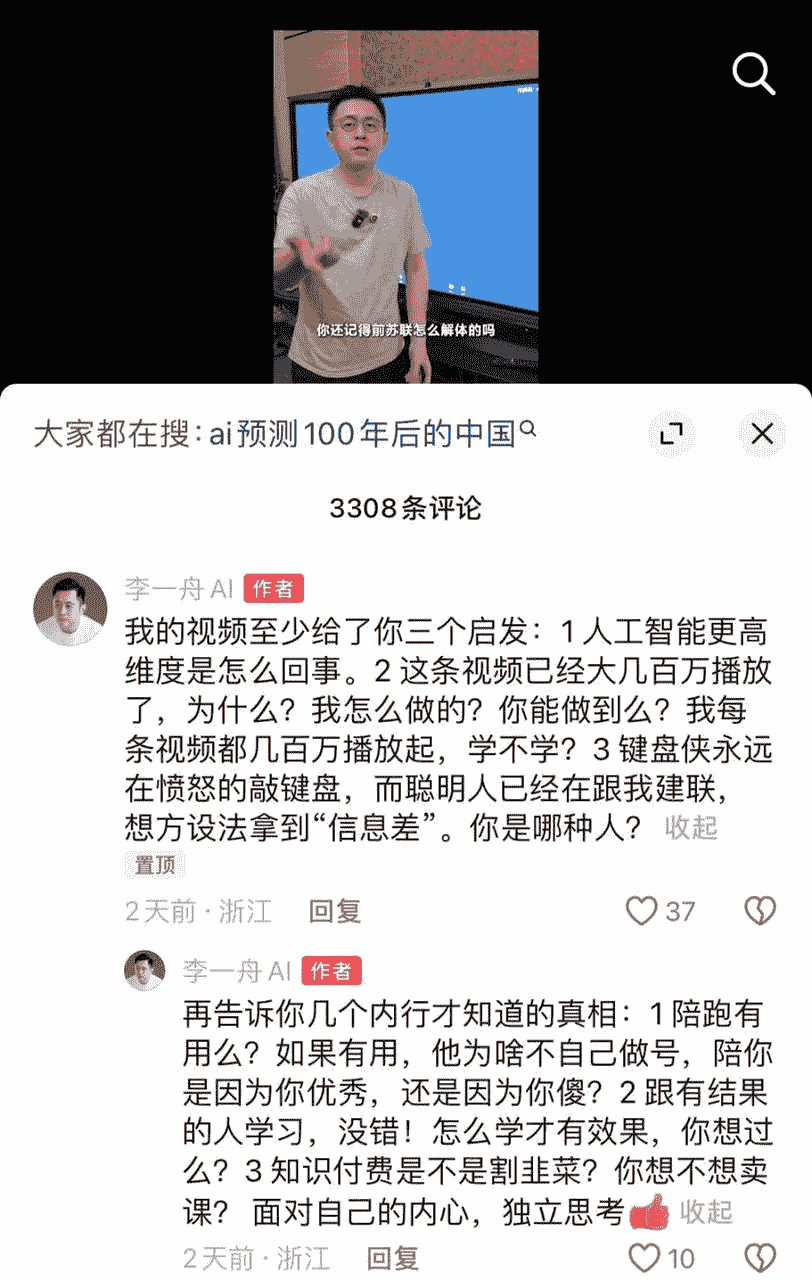 你还记得前苏联怎么解体的吗
大家都在搜：ai预测100年后的中国
3308条评论
李一舟AI 作者
我的视频至少给了你三个启发：1人工智能更高
维度是怎么回事。2 这条视频已经大几百万播放
了，为什么？我怎么做的？你能做到么？我每
条视频都几百万播放起，学不学？3 键盘侠永远
在愤怒的敲键盘，而聪明人已经在跟我建联，
想方设法拿到“信息差”。你是哪种人？ 收起
置顶
2天前·浙江 回复 37
李一舟AI 作者
再告诉你几个内行才知道的真相：1陪跑有
用么？如果有用，他为啥不自己做号，陪你
是因为你优秀，还是因为你傻？2 跟有结果
的人学习，没错！怎么学才有效果，你想过
么？3 知识付费是不是割韭菜？你想不想卖
课？ 面对自己的内心，独立思考👍 收起
2天前·浙江 回复 10